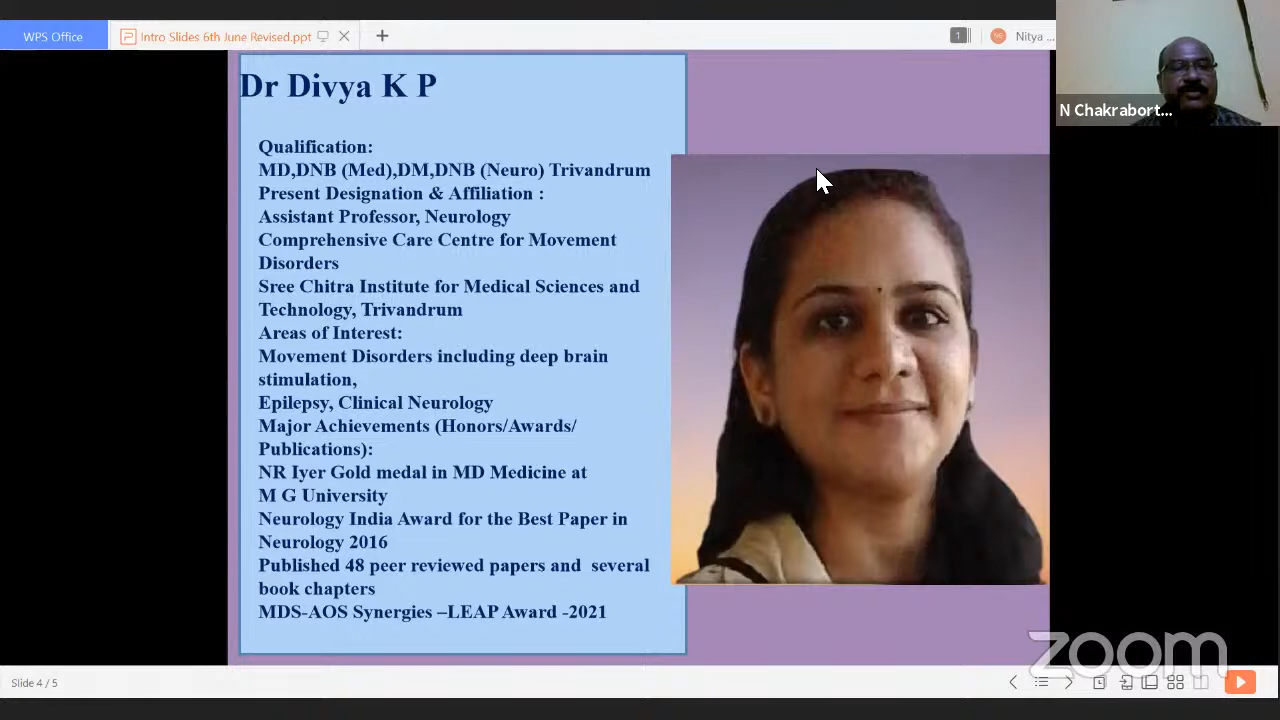 WPS Office
Intro Slides 6th June Revised.ppt
1
NC
Nitya ...
N Chakrabort...
Dr Divya K P
Qualification:
MD,DNB (Med),DM,DNB (Neuro) Trivandrum
Present Designation & Affiliation :
Assistant Professor, Neurology
Comprehensive Care Centre for Movement
Disorders
Sree Chitra Institute for Medical Sciences and
Technology, Trivandrum
Areas of Interest:
Movement Disorders including deep brain
stimulation,
Epilepsy, Clinical Neurology
Major Achievements (Honors/Awards/
Publications):
NR Iyer Gold medal in MD Medicine at
M G University
Neurology India Award for the Best Paper in
Neurology 2016
Published 48 peer reviewed papers and  several
book chapters
MDS-AOS Synergies –LEAP Award -2021
zoom
Slide 4 / 5